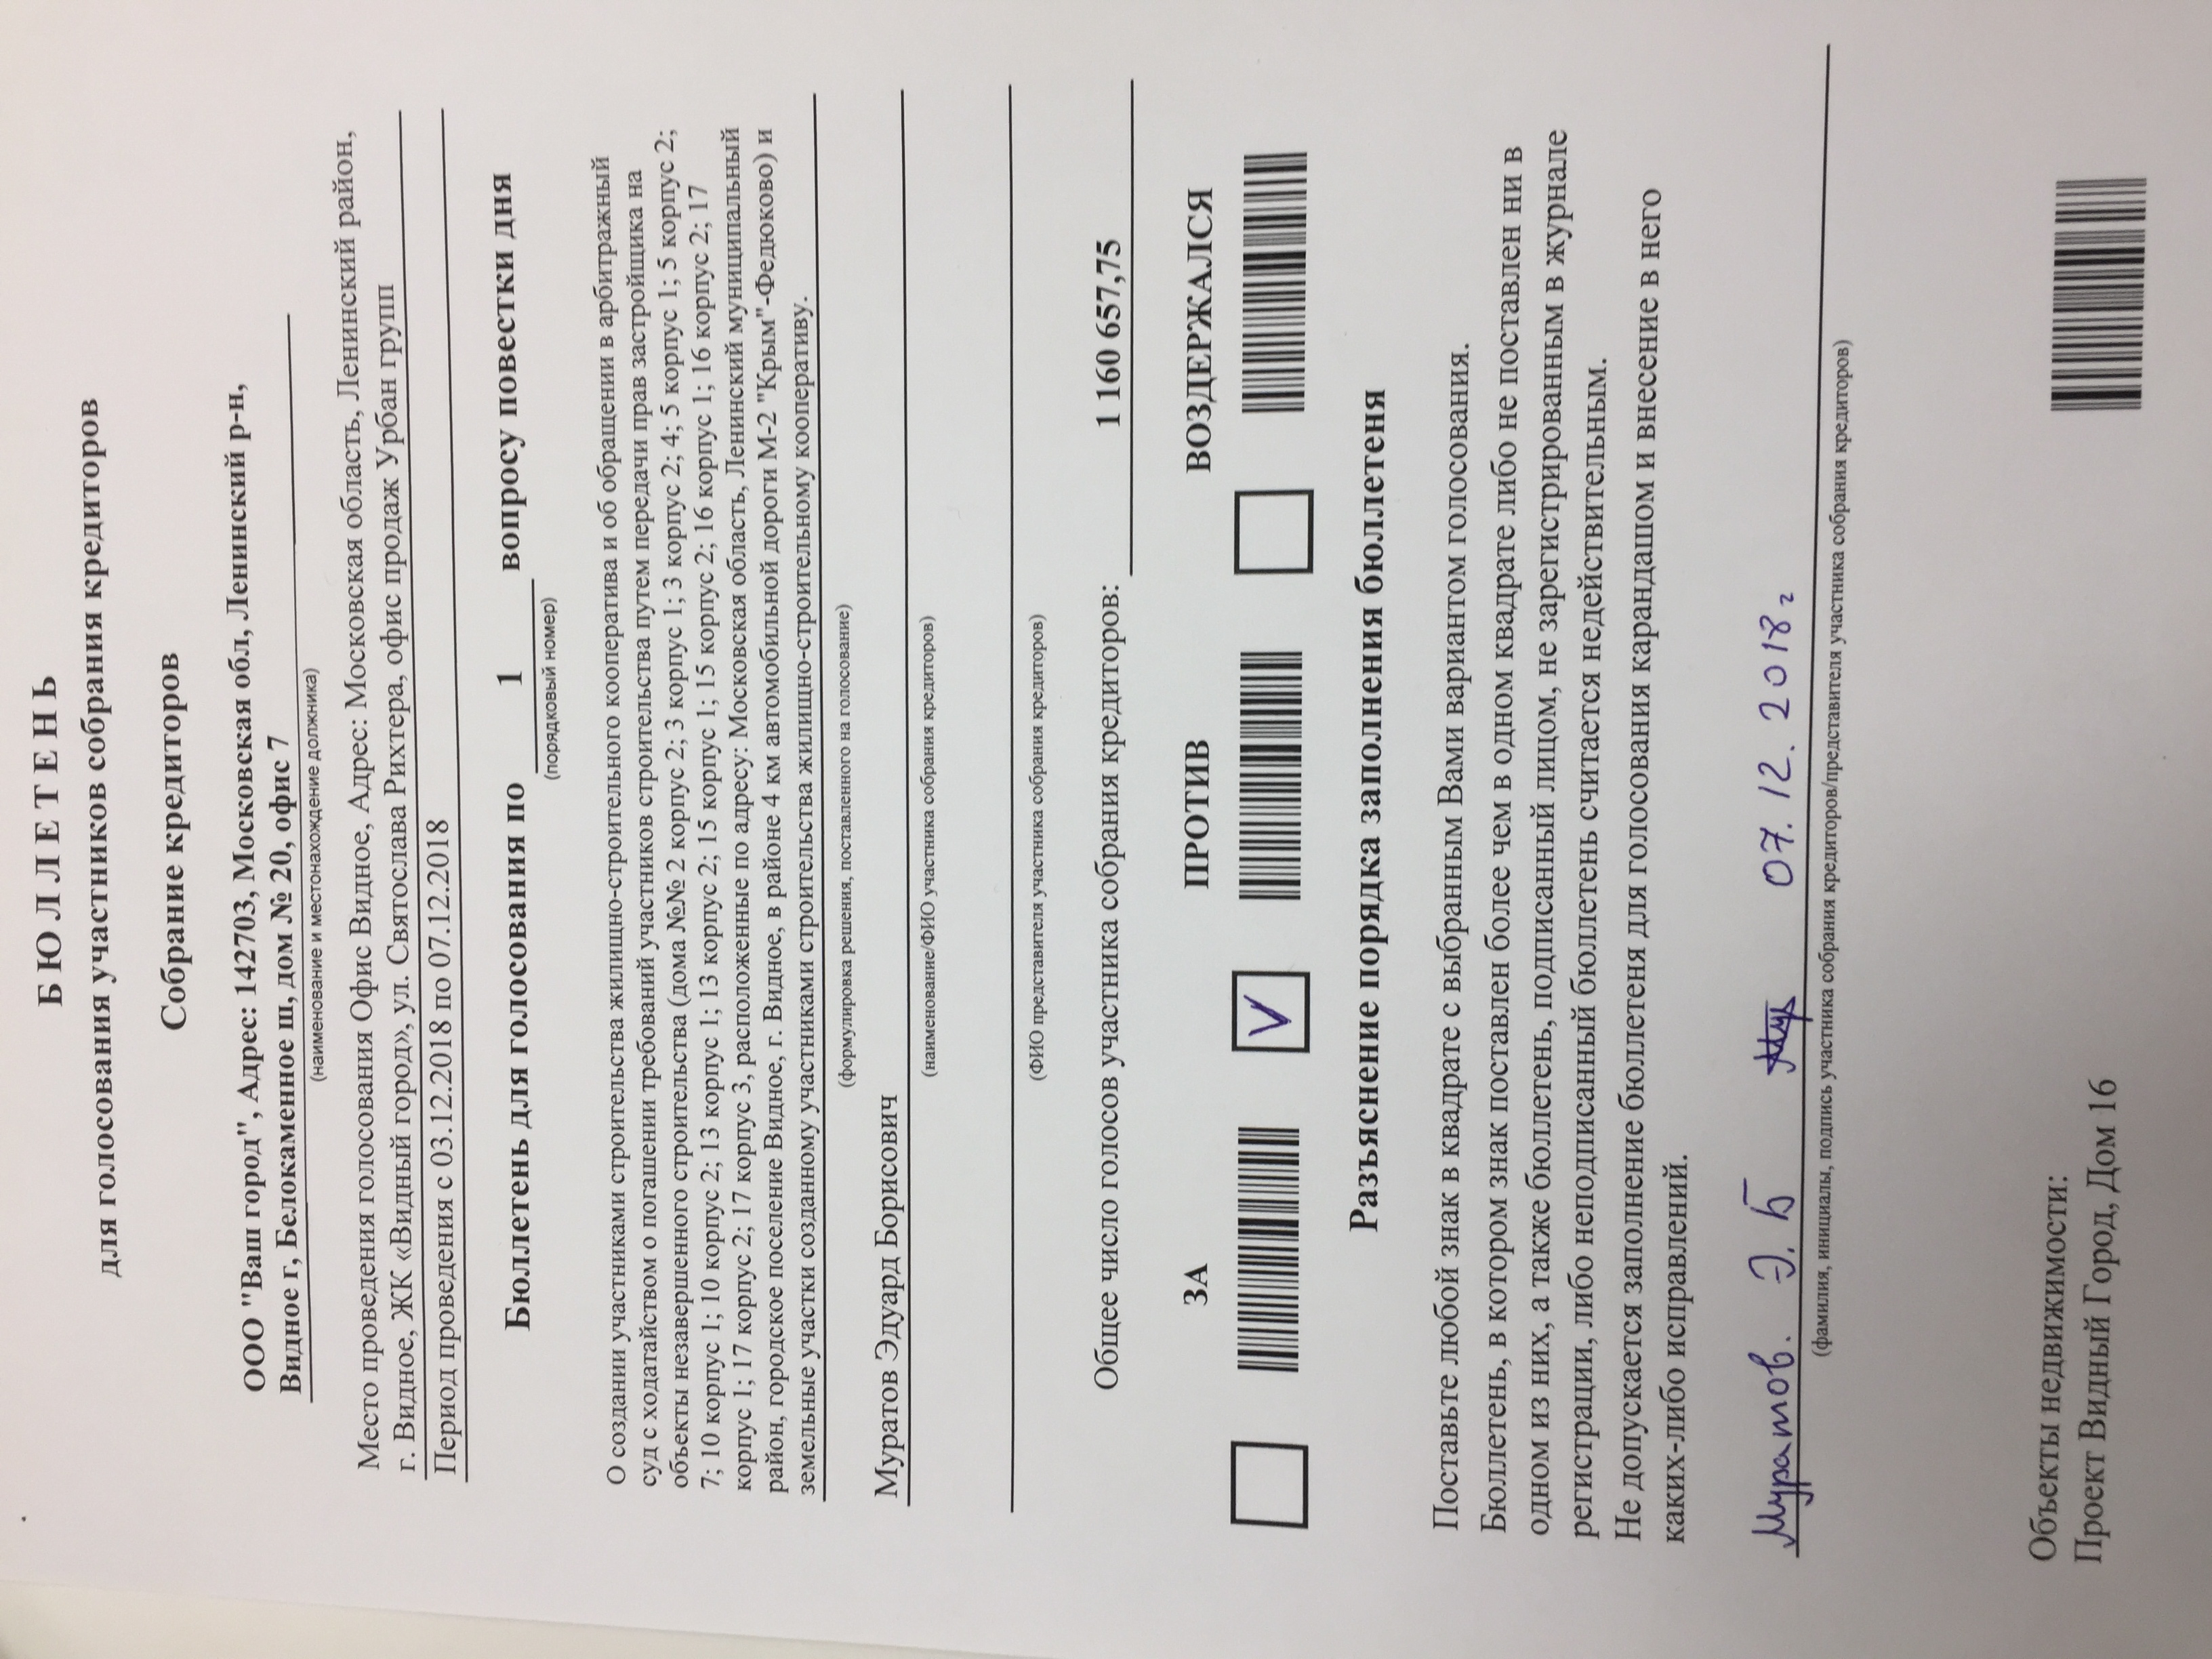 БЮЛЛЕТЕНЬ
для голосования участников собрания кредиторов
Собрание кредиторов
ООО "Ваш город", Адрес: 142703, Московская обл, Ленинский р-н,
Видное г, Белокаменное ш, дом № 20, офис 7
(наименование и местонахождение должника)
Место проведения голосования Офис Видное, Адрес: Московская область, Ленинский район,
г. Видное, ЖК «Видный город», ул. Святослава Рихтера, офис продаж Урбан групп
Период проведения с 03.12.2018 по 07.12.2018
Бюллетень для голосования по 1 вопросу повестки дня
(порядковый номер)
О создании участниками строительства жилищно-строительного кооператива и об обращении в арбитражный
суд с ходатайством о погашении требований участников строительства путем передачи прав застройщика на
объекты незавершенного строительства (дома №№ 2 корпус 2; 3 корпус 1; 3 корпус 2; 4; 5 корпус 1; 5 корпус 2;
7; 10 корпус 1; 10 корпус 2; 13 корпус 1; 13 корпус 2; 15 корпус 1; 15 корпус 2; 16 корпус 1; 16 корпус 2; 17
корпус 1; 17 корпус 2; 17 корпус 3, расположенные по адресу: Московская область, Ленинский муниципальный
район, городское поселение Видное, г. Видное, в районе 4 км автомобильной дороги М-2 "Крым"-Федюково) и
земельные участки созданному участниками строительства жилищно-строительному кооперативу.
(формулировка решения, поставленного на голосование)
Муратов Эдуард Борисович
(наименование/ФИО участника собрания кредиторов)
(ФИО представителя участника собрания кредиторов)
Общее число голосов участника собрания кредиторов: 1 160 657,75
ЗА ПРОТИВ ВОЗДЕРЖАЛСЯ
Разъяснение порядка заполнения бюллетеня
Поставьте любой знак в квадрате с выбранным Вами вариантом голосования.
Бюллетень, в котором знак поставлен более чем в одном квадрате либо не поставлен ни в
одном из них, а также бюллетень, подписанный лицом, не зарегистрированным в журнале
регистрации, либо неподписанный бюллетень считается недействительным.
Не допускается заполнение бюллетеня для голосования карандашом и внесение в него
каких-либо исправлений.
Муратов. Э. Б 07. 12. 2018г
(фамилия, инициалы, подпись участника собрания кредиторов/представителя участника собрания кредиторов)
Объекты недвижимости:
Проект Видный Город, Дом 16